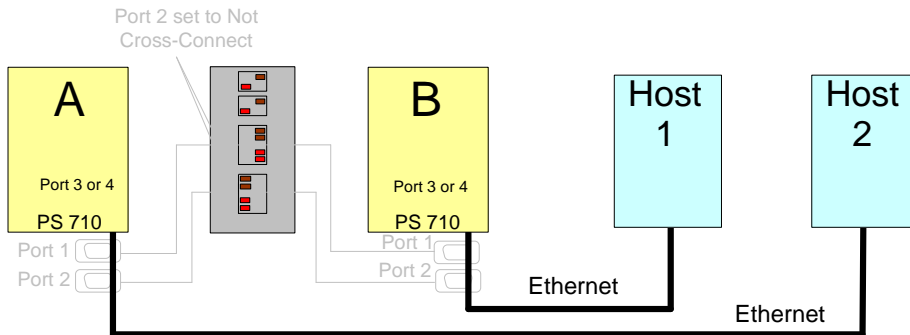 Port 2 set to Not
Cross-Connect
A
B
Host
1
Host
2
Port 3 or 4
Port 3 or 4
PS 710
PS 710
Port 1
Port 1
Port 2
Port 2
Ethernet
Ethernet